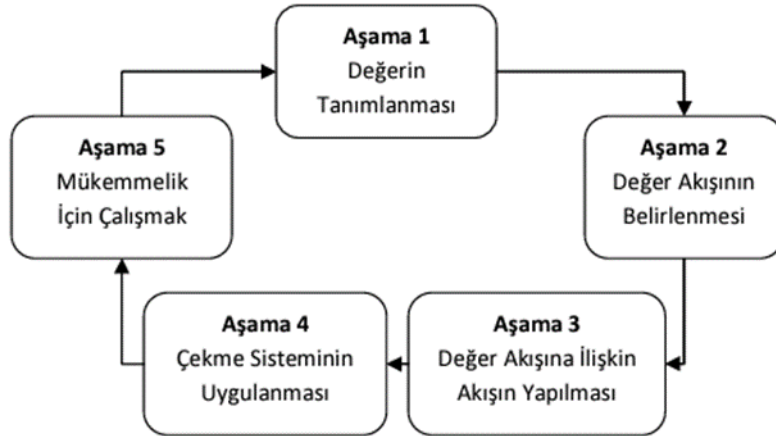 Aşama 1
Değerin
Tanımlanması
Aşama 2
Değer Akışının
Belirlenmesi
Aşama 3
Değer Akışına İlişkin
Akışın Yapılması
Aşama 4
Çekme Sisteminin
Uygulanması
Aşama 5
Mükemmelik
İçin Çalışmak